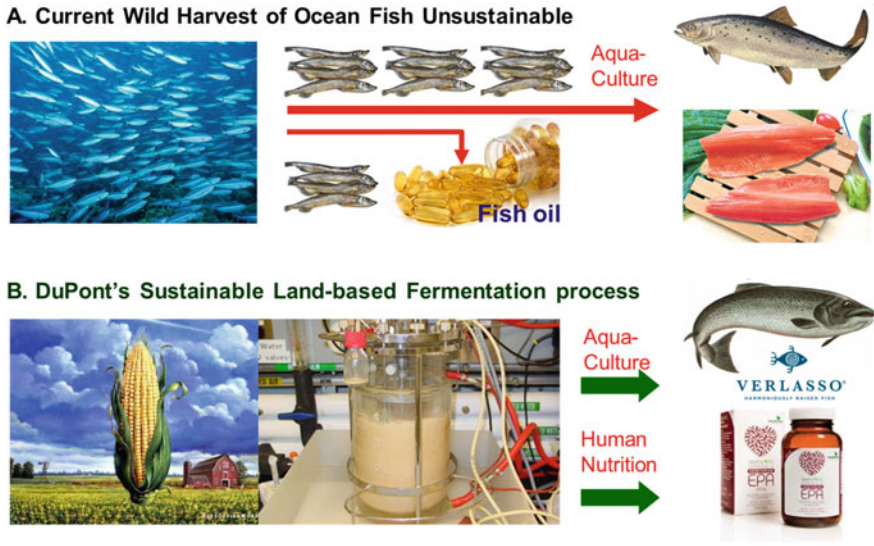 A. Current Wild Harvest of Ocean Fish Unsustainable
Aqua-
Culture
Fish oil
B. DuPont's Sustainable Land-based Fermentation process
Water
valves
Aqua-
Culture
VERLASSO®
HARMONIOUSLY RAISED FISH
Human
Nutrition
EPA
EPA